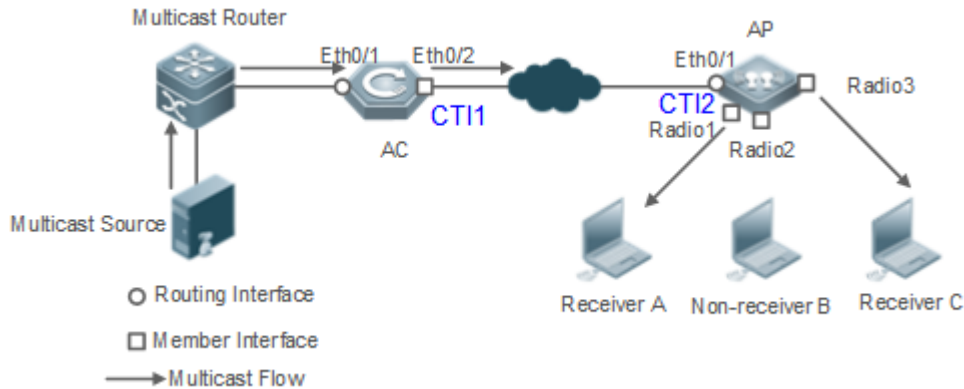 Multicast Router
AP
Eth0/1
Eth0/2
Eth0/1
Radio3
CTI1
CTI2
Radio1
AC
Radio2
Multicast Source
Routing Interface
Receiver A
Non-receiver B
Receiver C
Member Interface
Multicast Flow